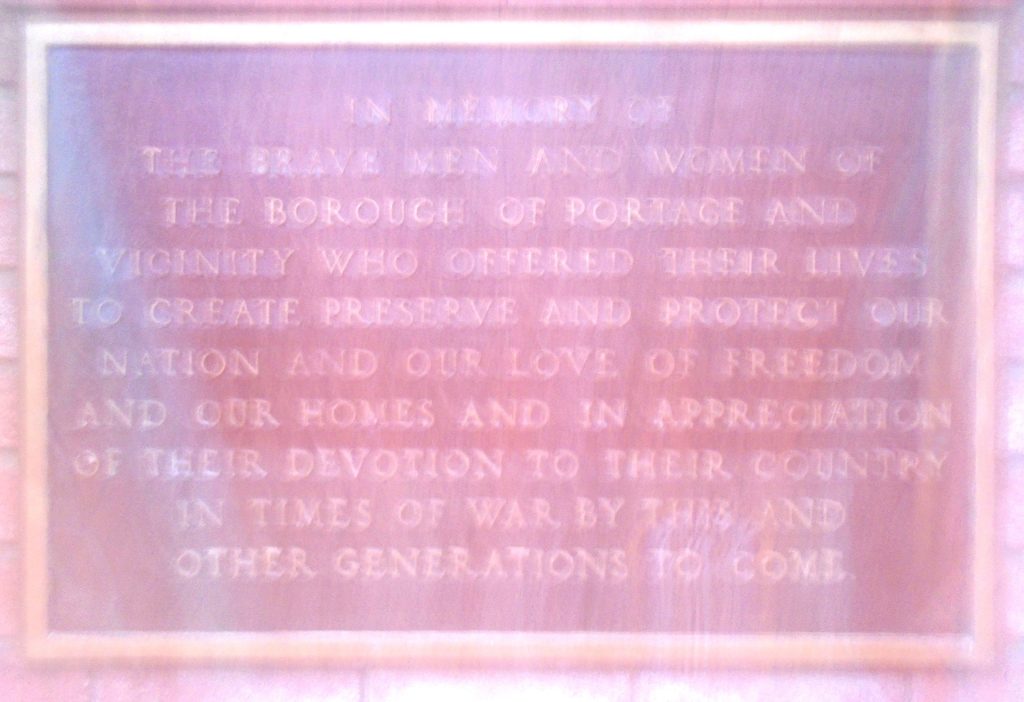 IN MEMORY OF
THE BRAVE MEN AND WOMEN OF
THE BOROUGH OF PORTAGE AND
VICINITY WHO OFFERED THEIR LIVES
TO CREATE PRESERVE AND PROTECT OUR
NATION AND OUR LOVE OF FREEDOM
AND OUR HOMES AND IN APPRECIATION
OF THEIR DEVOTION TO THEIR COUNTRY
IN TIMES OF WAR BY THIS AND
OTHER GENERATIONS TO COME.